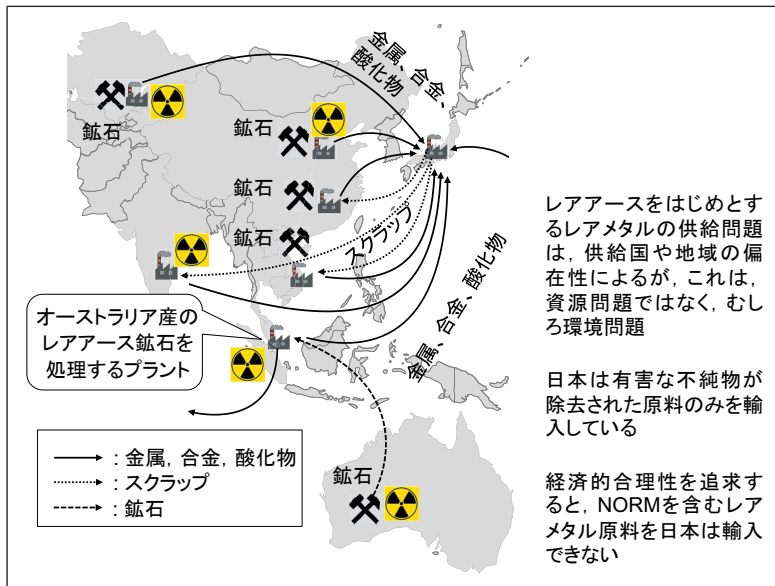 金属、合金、
酸化物
鉱石
鉱石
鉱石
鉱石
スクラップ
金属、合金、酸化物
オーストラリア産の
レアアース鉱石を
処理するプラント
鉱石
: 金属, 合金, 酸化物
: スクラップ
: 鉱石
レアアースをはじめとす
るレアメタルの供給問題
は, 供給国や地域の偏
在性によるが, これは,
資源問題ではなく, むし
ろ環境問題
日本は有害な不純物が
除去された原料のみを輸
入している
経済的合理性を追求す
ると, NORMを含むレア
メタル原料を日本は輸入
できない